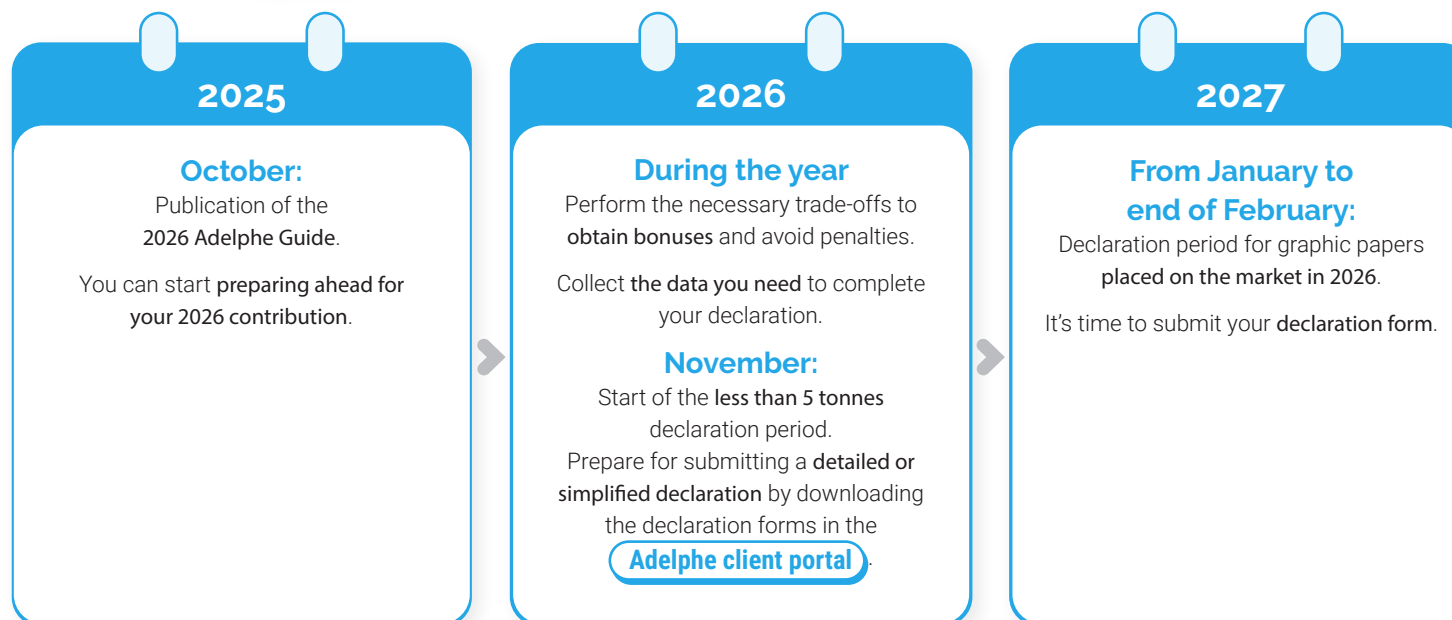 2025
October:
Publication of the
2026 Adelphe Guide.
You can start preparing ahead for
your 2026 contribution.
2026
During the year
Perform the necessary trade-offs to
obtain bonuses and avoid penalties.
Collect the data you need to complete
your declaration.
November:
Start of the less than 5 tonnes
declaration period.
Prepare for submitting a detailed or
simplified declaration by downloading
the declaration forms in the
Adelphe client portal.
2027
From January to
end of February:
Declaration period for graphic papers
placed on the market in 2026.
It's time to submit your declaration form.